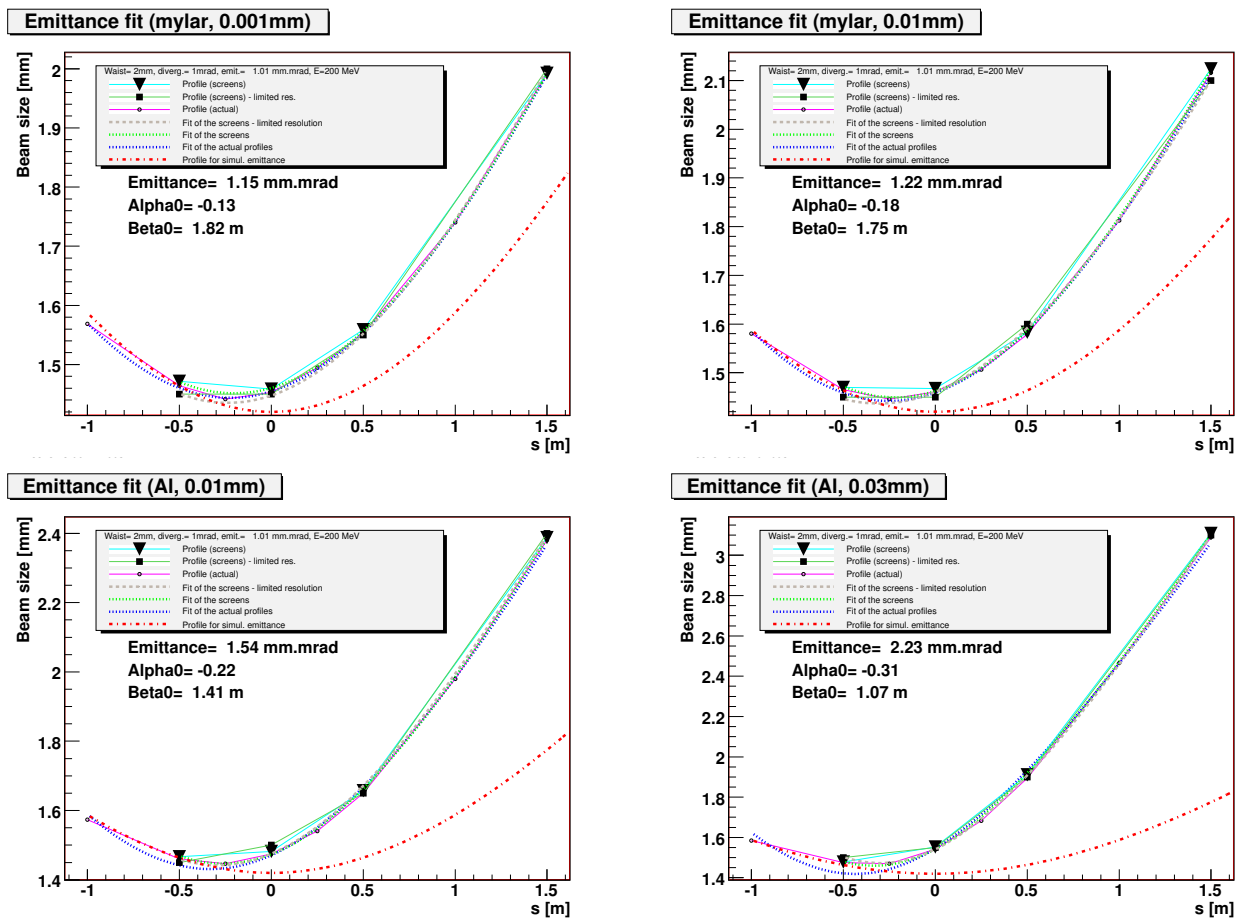 Emittance fit (mylar, 0.001mm)
Beam size [mm]
2
1.9
1.8
1.7
1.6
1.5
Waist= 2mm, diverg.= 1mrad, emit.= 1.01 mm.mrad, E=200 MeV
Profile (screens)
Profile (screens) - limited res.
Profile (actual)
Fit of the screens - limited resolution
Fit of the screens
Fit of the actual profiles
Profile for simul. emittance
Emittance= 1.15 mm.mrad
Alpha0= -0.13
Beta0= 1.82 m
-1 -0.5 0 0.5 1 1.5
s [m]
Emittance fit (mylar, 0.01mm)
Beam size [mm]
2.1
2
1.9
1.8
1.7
1.6
1.5
Waist= 2mm, diverg.= 1mrad, emit.= 1.01 mm.mrad, E=200 MeV
Profile (screens)
Profile (screens) - limited res.
Profile (actual)
Fit of the screens - limited resolution
Fit of the screens
Fit of the actual profiles
Profile for simul. emittance
Emittance= 1.22 mm.mrad
Alpha0= -0.18
Beta0= 1.75 m
-1 -0.5 0 0.5 1 1.5
s [m]
Emittance fit (Al, 0.01mm)
Beam size [mm]
2.4
2.2
2
1.8
1.6
1.4
Waist= 2mm, diverg.= 1mrad, emit.= 1.01 mm.mrad, E=200 MeV
Profile (screens)
Profile (screens) - limited res.
Profile (actual)
Fit of the screens - limited resolution
Fit of the screens
Fit of the actual profiles
Profile for simul. emittance
Emittance= 1.54 mm.mrad
Alpha0= -0.22
Beta0= 1.41 m
-1 -0.5 0 0.5 1 1.5
s [m]
Emittance fit (Al, 0.03mm)
Beam size [mm]
3
2.8
2.6
2.4
2.2
2
1.8
1.6
1.4
Waist= 2mm, diverg.= 1mrad, emit.= 1.01 mm.mrad, E=200 MeV
Profile (screens)
Profile (screens) - limited res.
Profile (actual)
Fit of the screens - limited resolution
Fit of the screens
Fit of the actual profiles
Profile for simul. emittance
Emittance= 2.23 mm.mrad
Alpha0= -0.31
Beta0= 1.07 m
-1 -0.5 0 0.5 1 1.5
s [m]